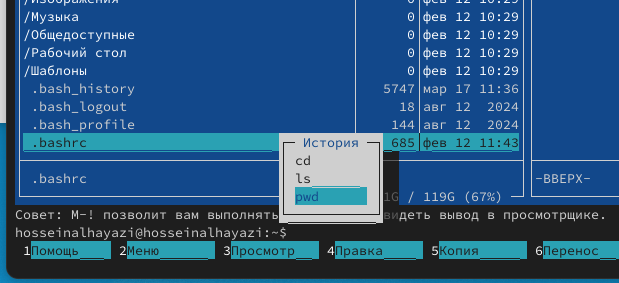 /Изображения 0 фев 12 10:29
/Музыка 0 фев 12 10:29
/Общедоступные 0 фев 12 10:29
/Рабочий стол 0 фев 12 10:29
/Шаблоны 0 фев 12 10:29
.bash_history 5747 мар 17 11:36
.bash_logout 18 авг 12 2024
.bash_profile 144 авг 12 2024
.bashrc 685 фев 12 11:43
История
cd
ls
pwd
.bashrc -ВВЕРХ-
1G / 119G (67%)
Совет: M-! позволит вам выполнять видеть вывод в просмотрщике.
hosseinalhayazi@hosseinalhayazi:~$
1Помощь 2Меню 3Просмотр 4Правка 5Копия 6Перенос